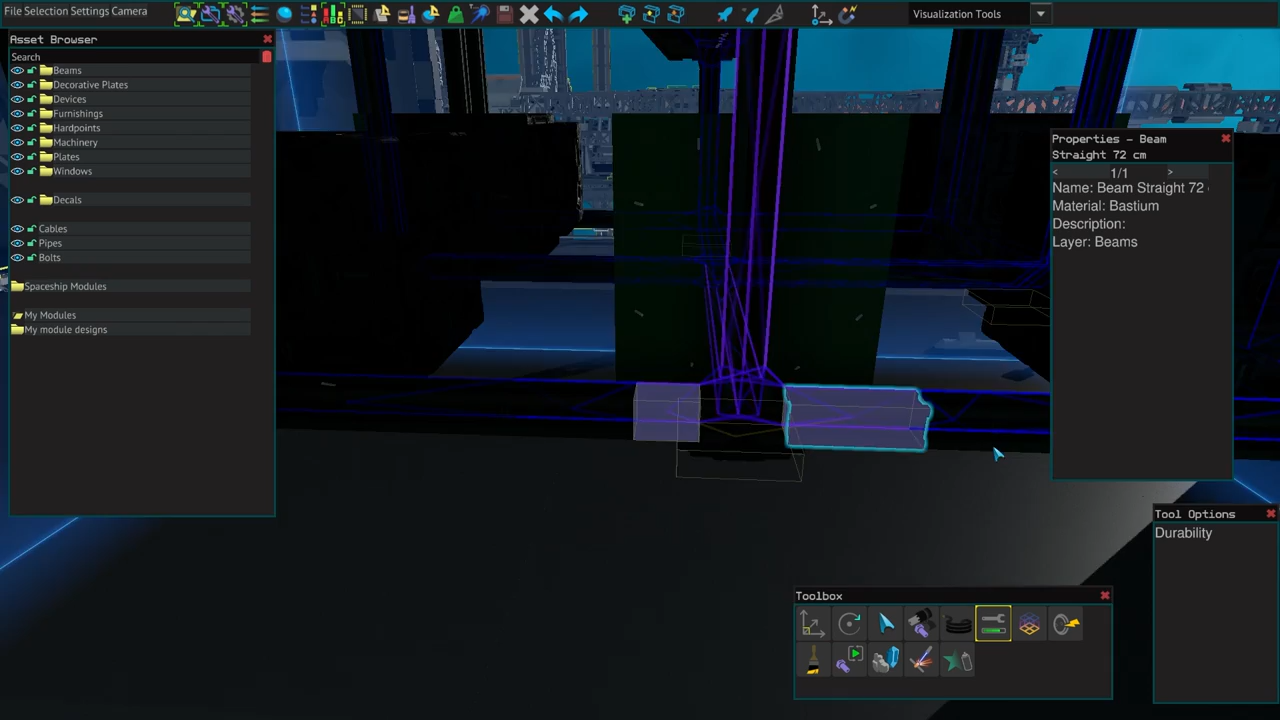 File Selection Settings Camera
Visualization Tools
Asset Browser
Search
Beams
Decorative Plates
Devices
Furnishings
Hardpoints
Machinery
Plates
Windows
Decals
Cables
Pipes
Bolts
Spaceship Modules
My Modules
My module designs
Properties - Beam
Straight 72 cm
< 1/1 >
Name: Beam Straight 72
Material: Bastium
Description:
Layer: Beams
Tool Options
Durability
Toolbox